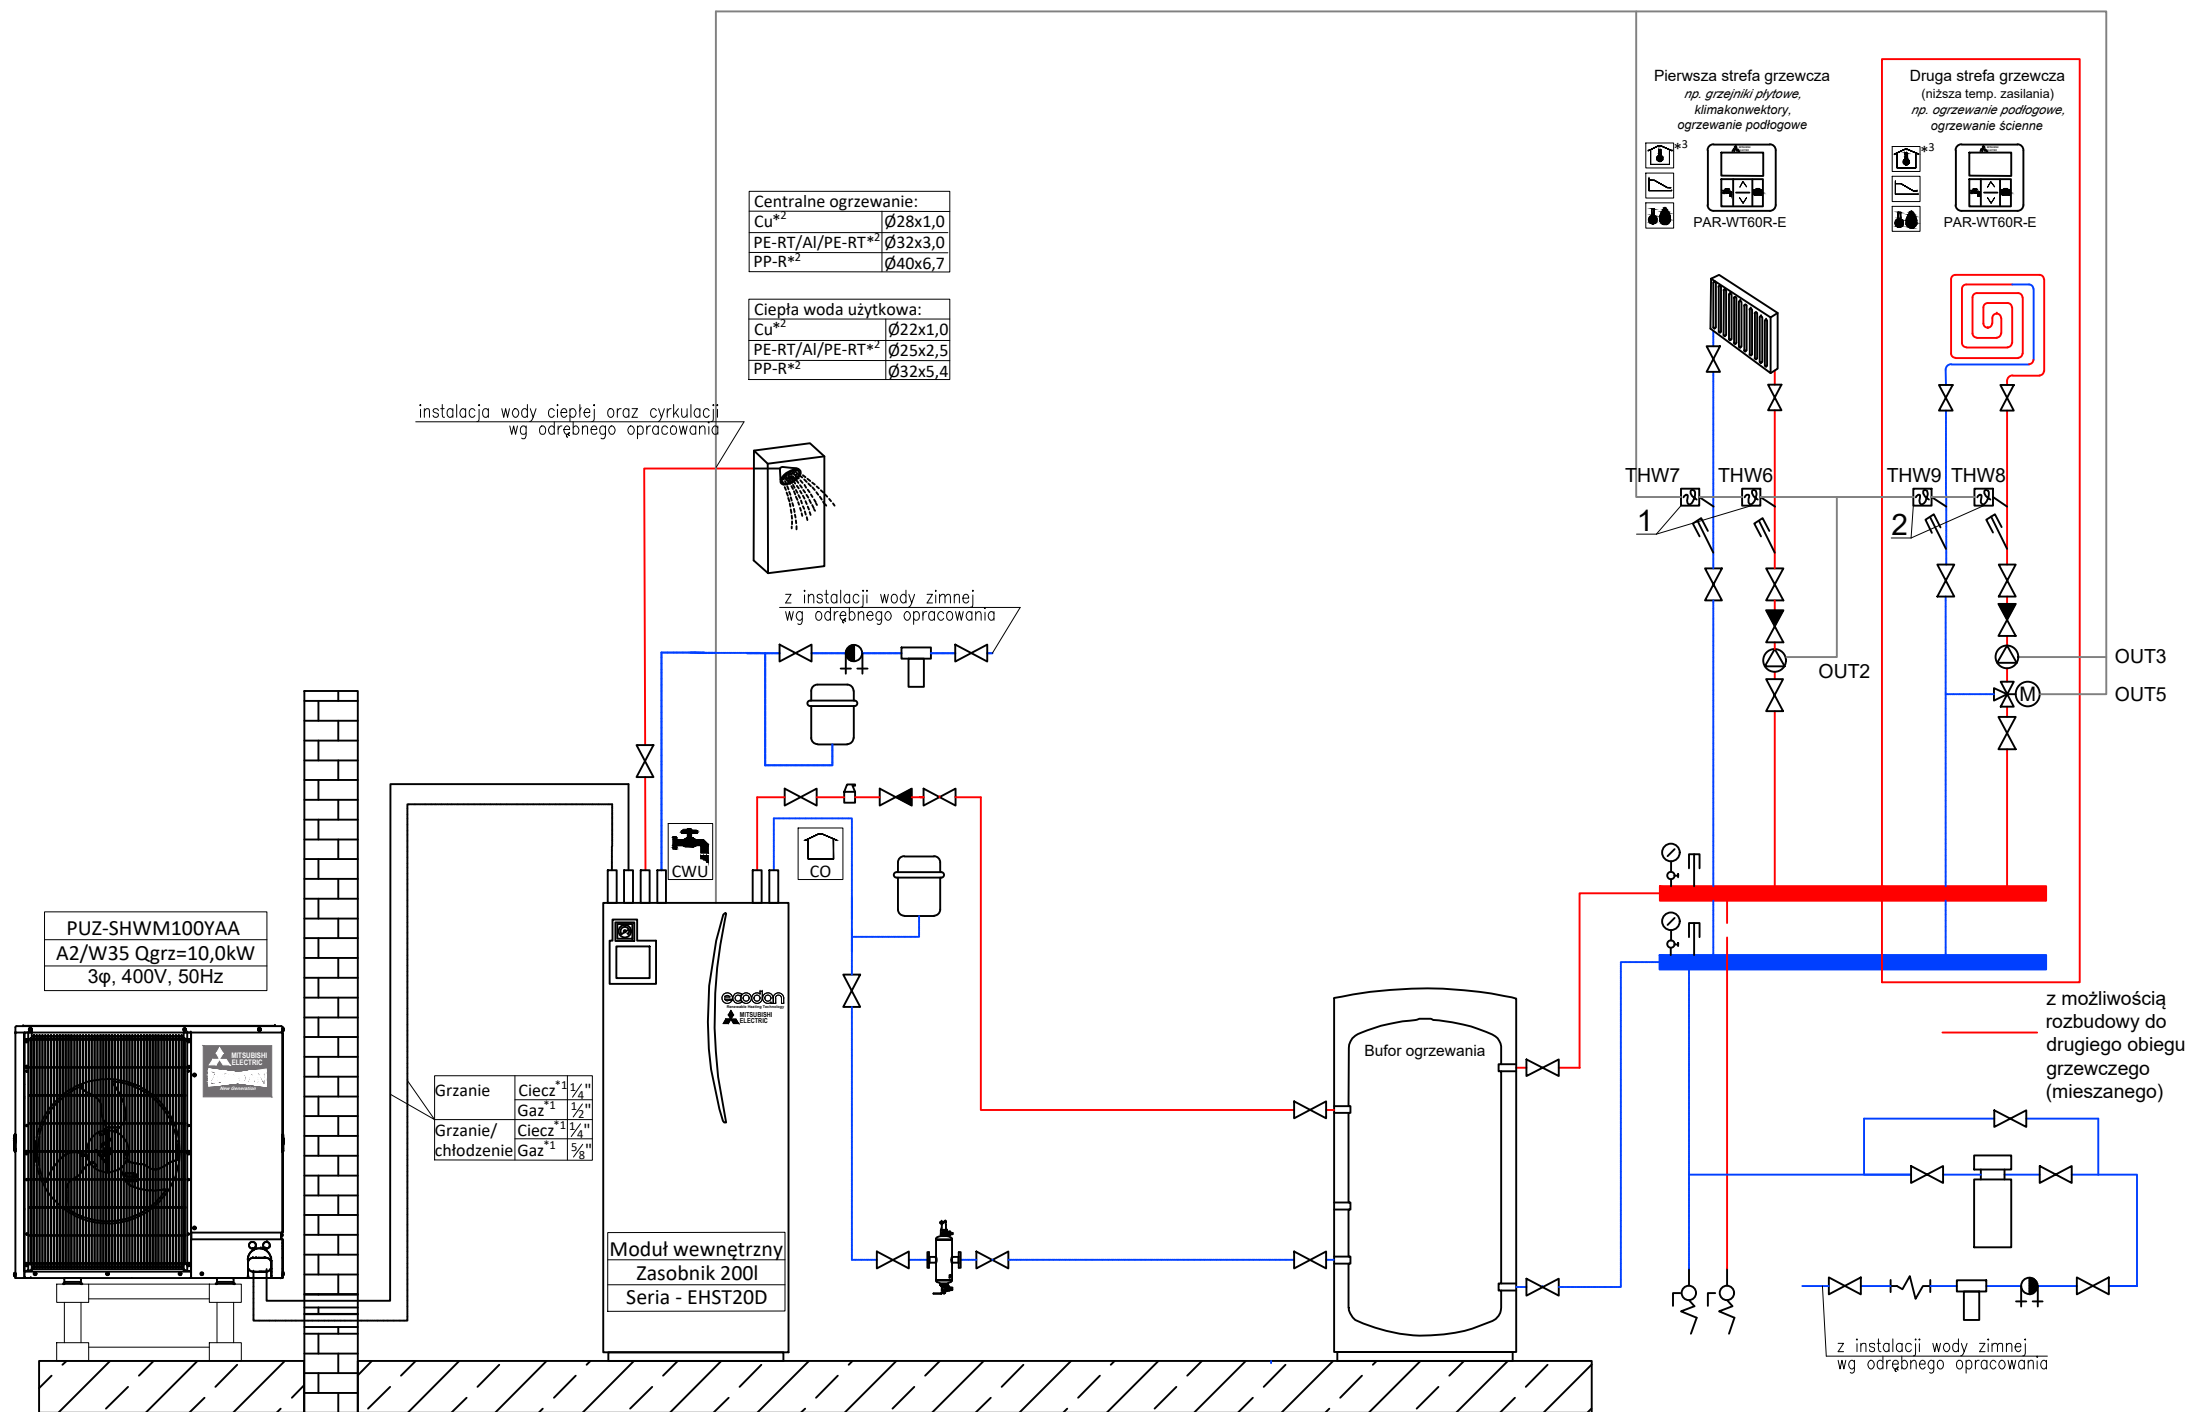 Pierwsza strefa grzewcza
np. grzejniki płytowe,
klimakonwektory,
ogrzewanie podłogowe
*3
PAR-WT60R-E
Druga strefa grzewcza
(niższa temp. zasilania)
np. ogrzewanie podłogowe,
ogrzewanie ścienne
*3
PAR-WT60R-E
Centralne ogrzewanie:
Cu*2 Ø28x1,0
PE-RT/Al/PE-RT*2 Ø32x3,0
PP-R*2 Ø40x6,7
Ciepła woda użytkowa:
Cu*2 Ø22x1,0
PE-RT/Al/PE-RT*2 Ø25x2,5
PP-R*2 Ø32x5,4
instalacja wody ciepłej oraz cyrkulacji
wg odrębnego opracowania
THW7 THW6 THW9 THW8
1
2
z instalacji wody zimnej
wg odrębnego opracowania
OUT2
OUT3
M
OUT5
CWU
CO
PUZ-SHWM100YAA
A2/W35 Qgrz=10,0kW
3φ, 400V, 50Hz
ecodan
Renewable Heating Technology
MITSUBISHI
ELECTRIC
MITSUBISHI
ELECTRIC
New Generation
Grzanie Ciecz*1 1/4"
Gaz*1 1/2"
Grzanie/ Ciecz*1 1/4"
chłodzenie Gaz*1 5/8"
Moduł wewnętrzny
Zasobnik 200l
Seria - EHST20D
Bufor ogrzewania
z możliwością
rozbudowy do
drugiego obiegu
grzewczego
(mieszanego)
z instalacji wody zimnej
wg odrębnego opracowania